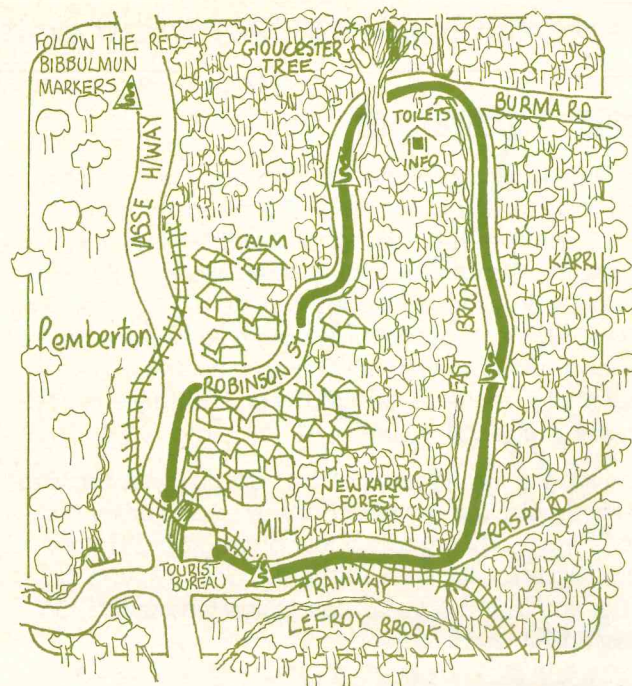 FOLLOW THE RED
BIBBULMUN
MARKERS
GLOUCESTER
TREE
TOILETS
INFO
BURMA RD
VASSE H/WAY
CALM
KARRI
Pemberton
ROBINSON ST
EAST BROOK
NEW KARRI
FOREST
MILL
RASPY RD
TOURIST
BUREAU
TRAMWAY
LEFROY BROOK